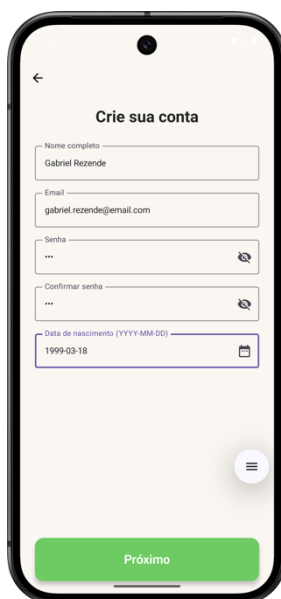 Crie sua conta
Nome completo
Gabriel Rezende
Email
gabriel.rezende@email.com
Senha
•••
Confirmar senha
•••
Data de nascimento (YYYY-MM-DD)
1999-03-18
Próximo